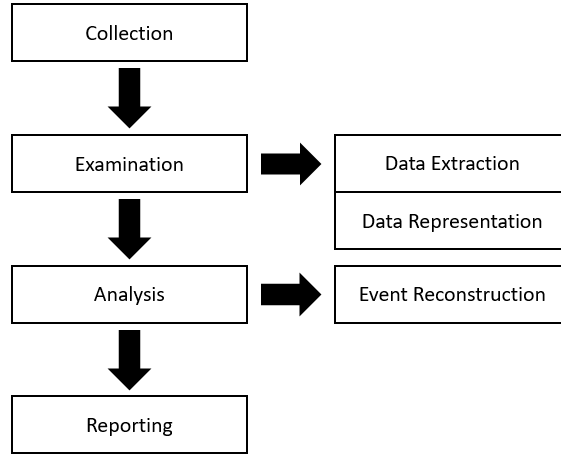 Collection
Examination
Data Extraction
Data Representation
Analysis
Event Reconstruction
Reporting